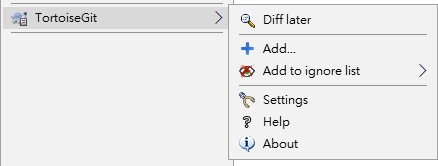 TortoiseGit
Diff later
Add...
Add to ignore list
Settings
Help
About